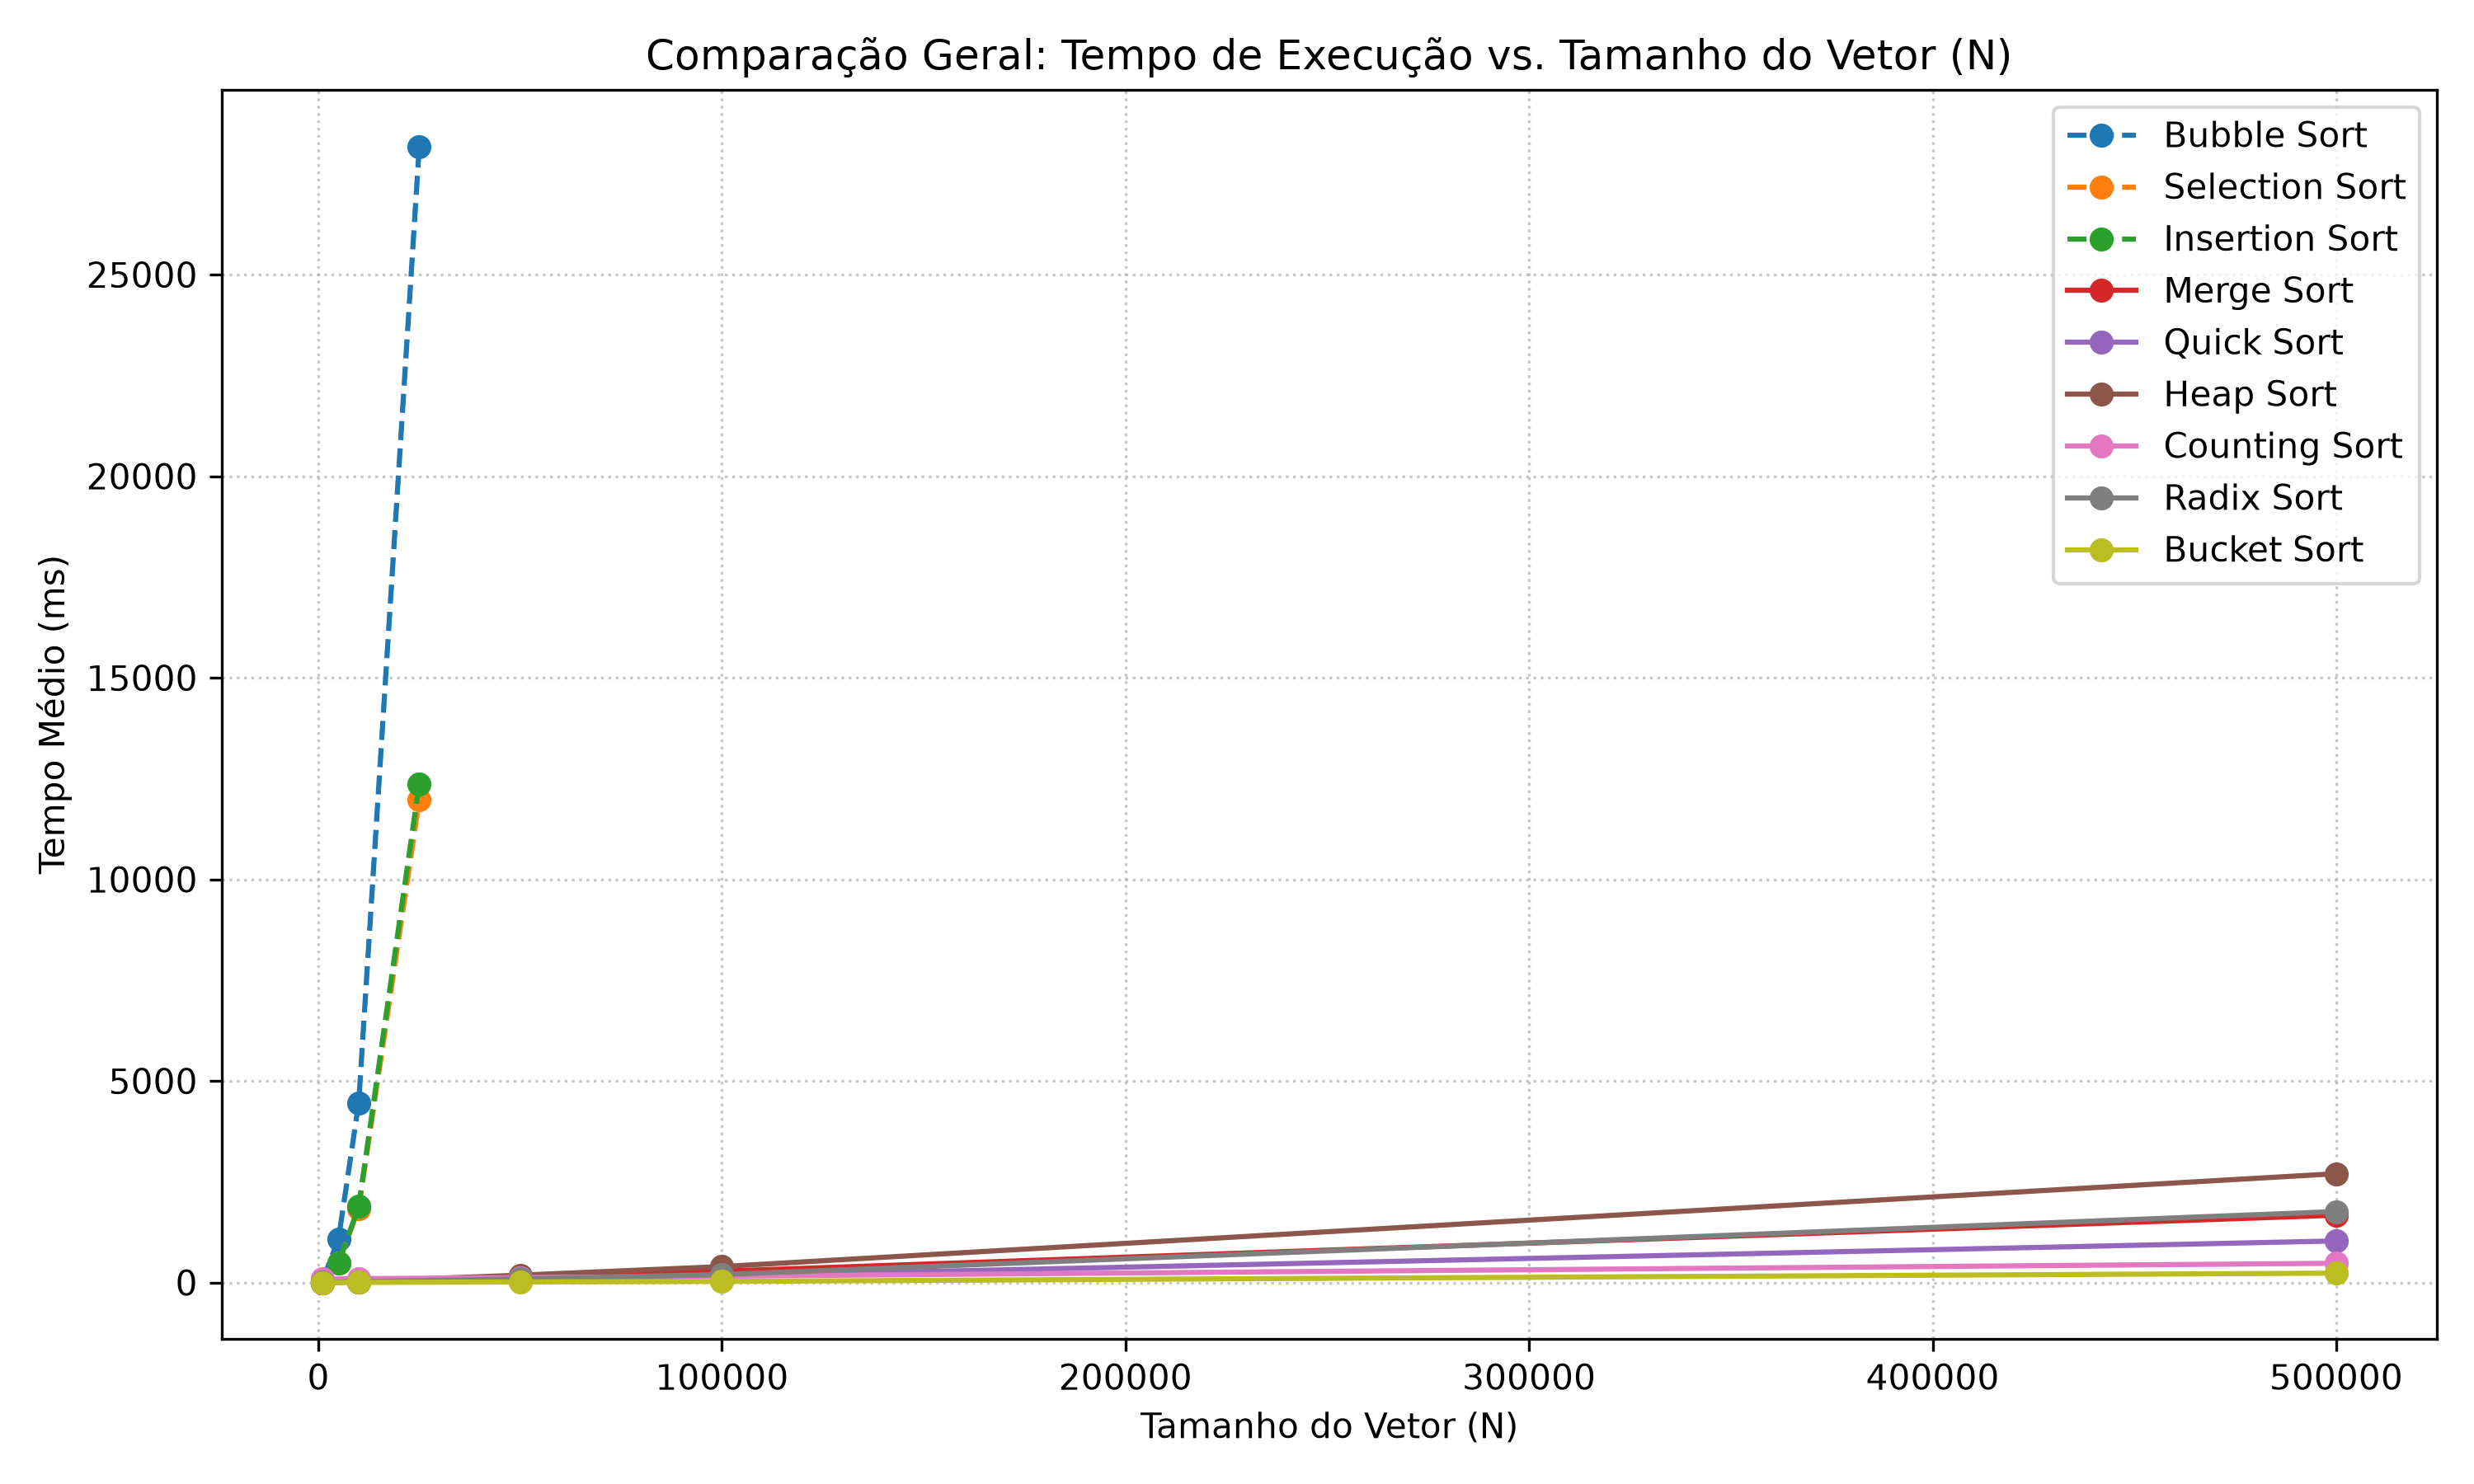 Comparação Geral: Tempo de Execução vs. Tamanho do Vetor (N)
Bubble Sort
Selection Sort
Insertion Sort
Merge Sort
Quick Sort
Heap Sort
Counting Sort
Radix Sort
Bucket Sort
Tempo Médio (ms)
25000
20000
15000
10000
5000
0
0 100000 200000 300000 400000 500000
Tamanho do Vetor (N)